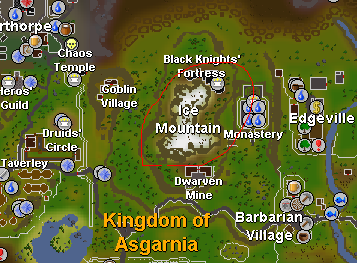 rthorpe
Chaos
Temple
Black Knights'
Fortress
Heros'
Guild
Goblin
Village
Ice
Mountain
Edgeville
Monastery
Druids'
Circle
Taverley
Dwarven
Mine
Barbarian
Village
Kingdom of
Asgarnia